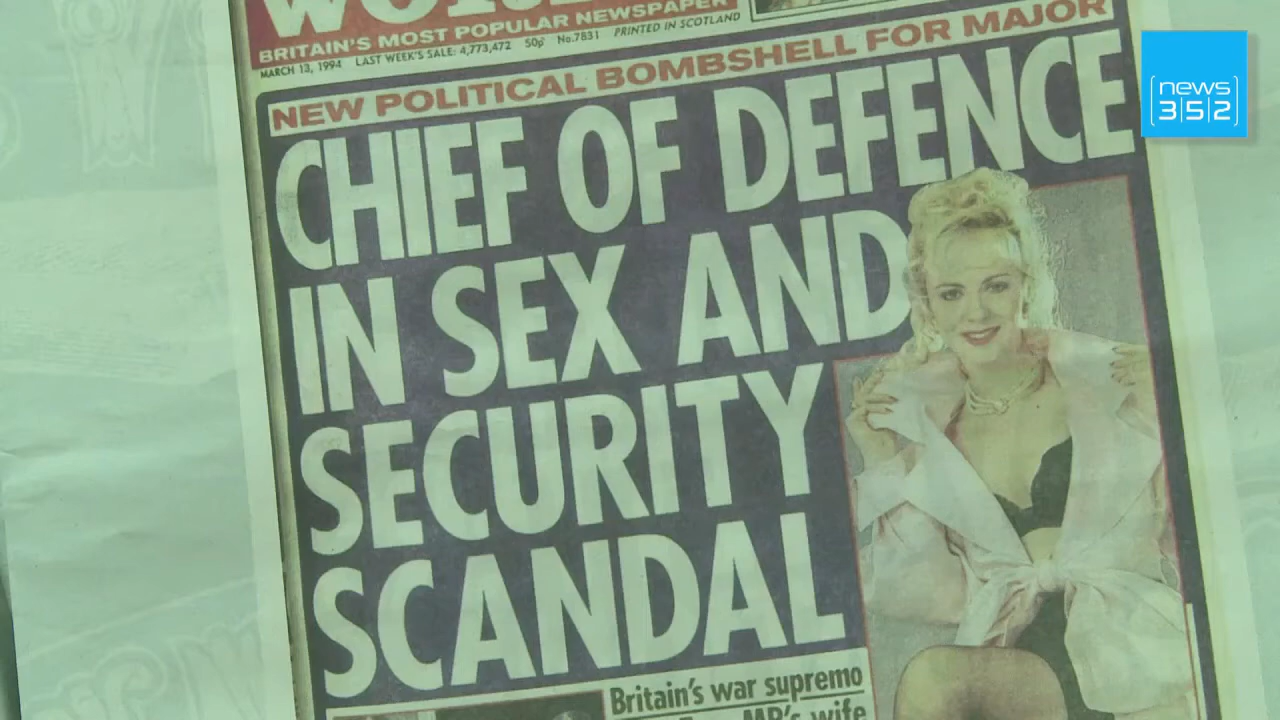 WORLD
BRITAIN'S MOST POPULAR NEWSPAPER
MARCH 13, 1994 LAST WEEK'S SALE: 4,773,472 50p No.7831 PRINTED IN SCOTLAND
NEW POLITICAL BOMBSHELL FOR MAJOR
CHIEF OF DEFENCE
IN SEX AND
SECURITY
SCANDAL
Britain's war supremo
MP's wife
news
352